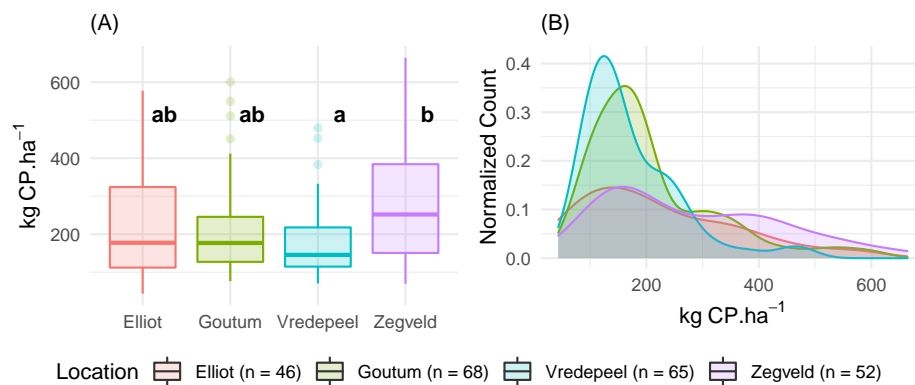 (A)
kg CP.ha⁻¹
600
400
200
ab
ab
a
b
Elliot Goutum Vredepeel Zegveld
(B)
Normalized Count
0.4
0.3
0.2
0.1
0.0
200 400 600
kg CP.ha⁻¹
Location Elliot (n = 46) Goutum (n = 68) Vredepeel (n = 65) Zegveld (n = 52)